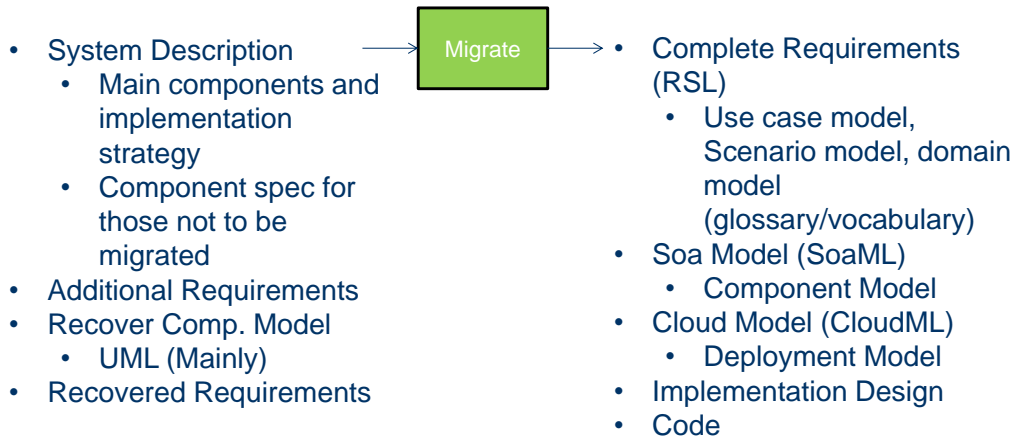 • System Description
• Main components and
implementation
strategy
• Component spec for
those not to be
migrated
• Additional Requirements
• Recover Comp. Model
• UML (Mainly)
• Recovered Requirements
Migrate
• Complete Requirements
(RSL)
• Use case model,
Scenario model, domain
model
(glossary/vocabulary)
• Soa Model (SoaML)
• Component Model
• Cloud Model (CloudML)
• Deployment Model
• Implementation Design
• Code